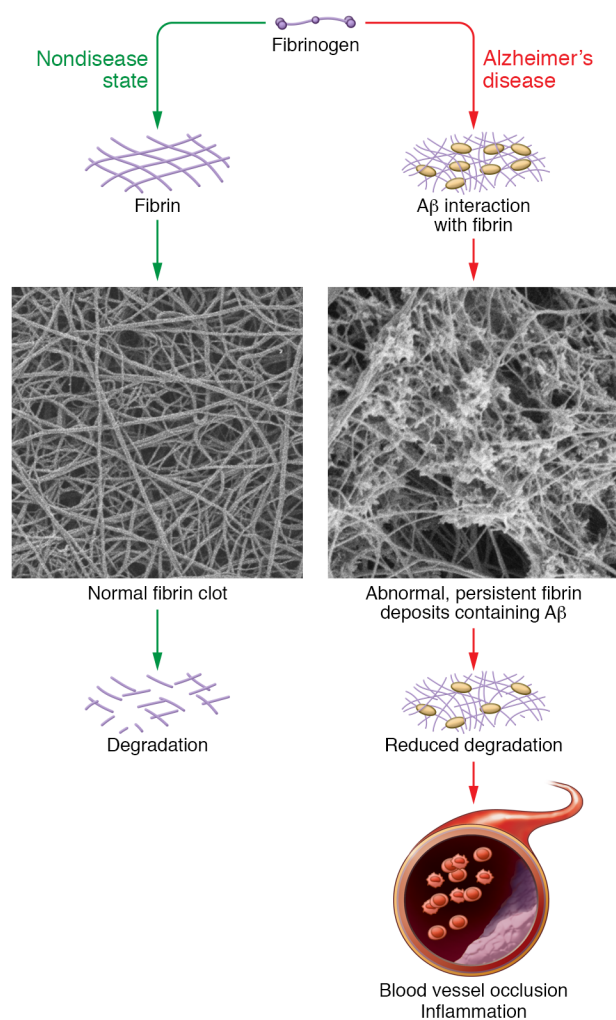 Fibrinogen
Nondisease
state
Alzheimer’s
disease
Fibrin
Aβ interaction
with fibrin
Normal fibrin clot
Abnormal, persistent fibrin
deposits containing Aβ
Degradation
Reduced degradation
Blood vessel occlusion
Inflammation